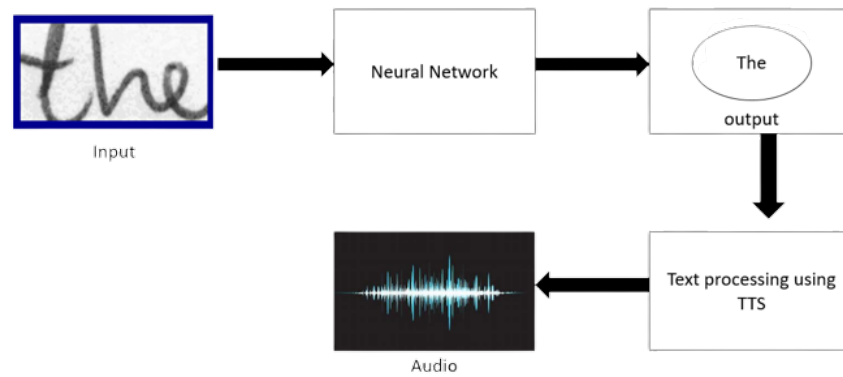 the
Input
Neural Network
The
output
Text processing using
TTS
Audio